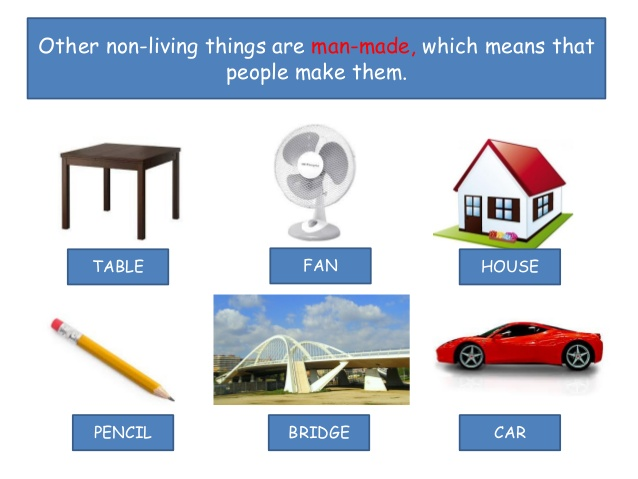 Other non-living things are man-made, which means that
people make them.
TABLE
FAN
HOUSE
PENCIL
BRIDGE
CAR